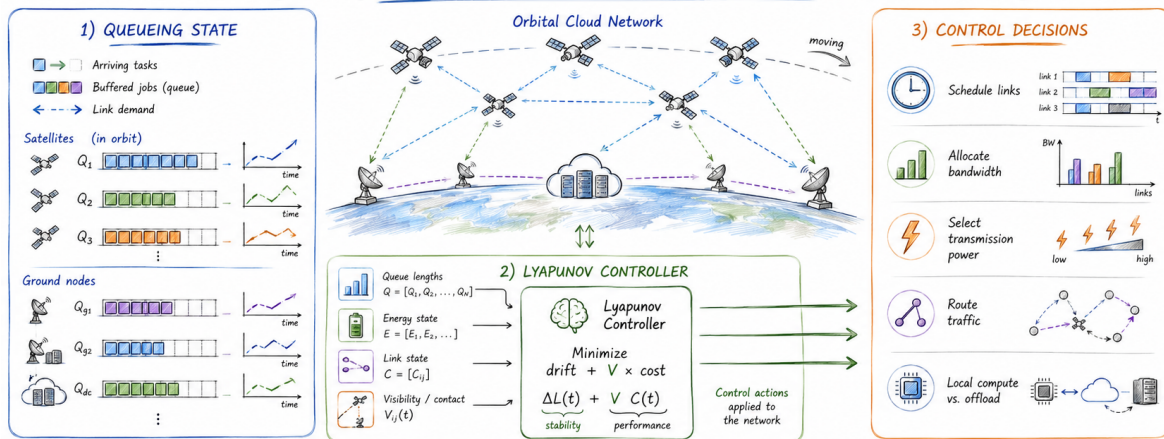 1) QUEUEING STATE
Arriving tasks
Buffered jobs (queue)
Link demand
Satellites (in orbit)
Q1
time
Q2
time
Q3
time
Ground nodes
Qg1
time
Qg2
time
Qdc
time
Orbital Cloud Network
moving
2) LYAPUNOV CONTROLLER
Queue lengths
Q = [Q1, Q2, ..., QN]
Energy state
E = [E1, E2, ...]
Link state
C = [Cij]
Visibility / contact
Vij(t)
Lyapunov
Controller
Minimize
drift + V × cost
ΔL(t) + V C(t)
stability performance
Control actions
applied to
the network
3) CONTROL DECISIONS
Schedule links
link 1
link 2
link 3
t
Allocate
bandwidth
BW
links
Select
transmission
power
low high
Route
traffic
Local compute
vs. offload